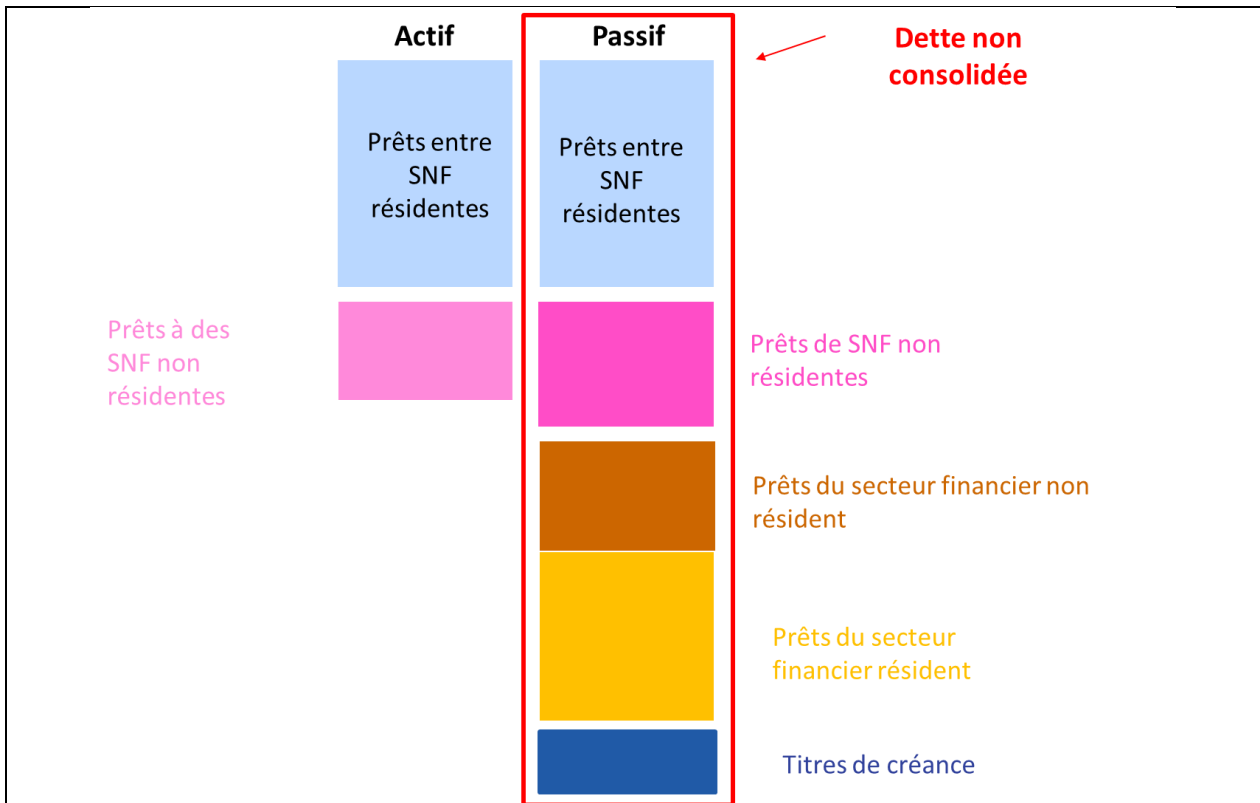 Actif
Passif
Dette non
consolidée
Prêts entre
SNF
résidentes
Prêts entre
SNF
résidentes
Prêts à des
SNF non
résidentes
Prêts de SNF non
résidentes
Prêts du secteur financier non
résident
Prêts du secteur
financier résident
Titres de créance